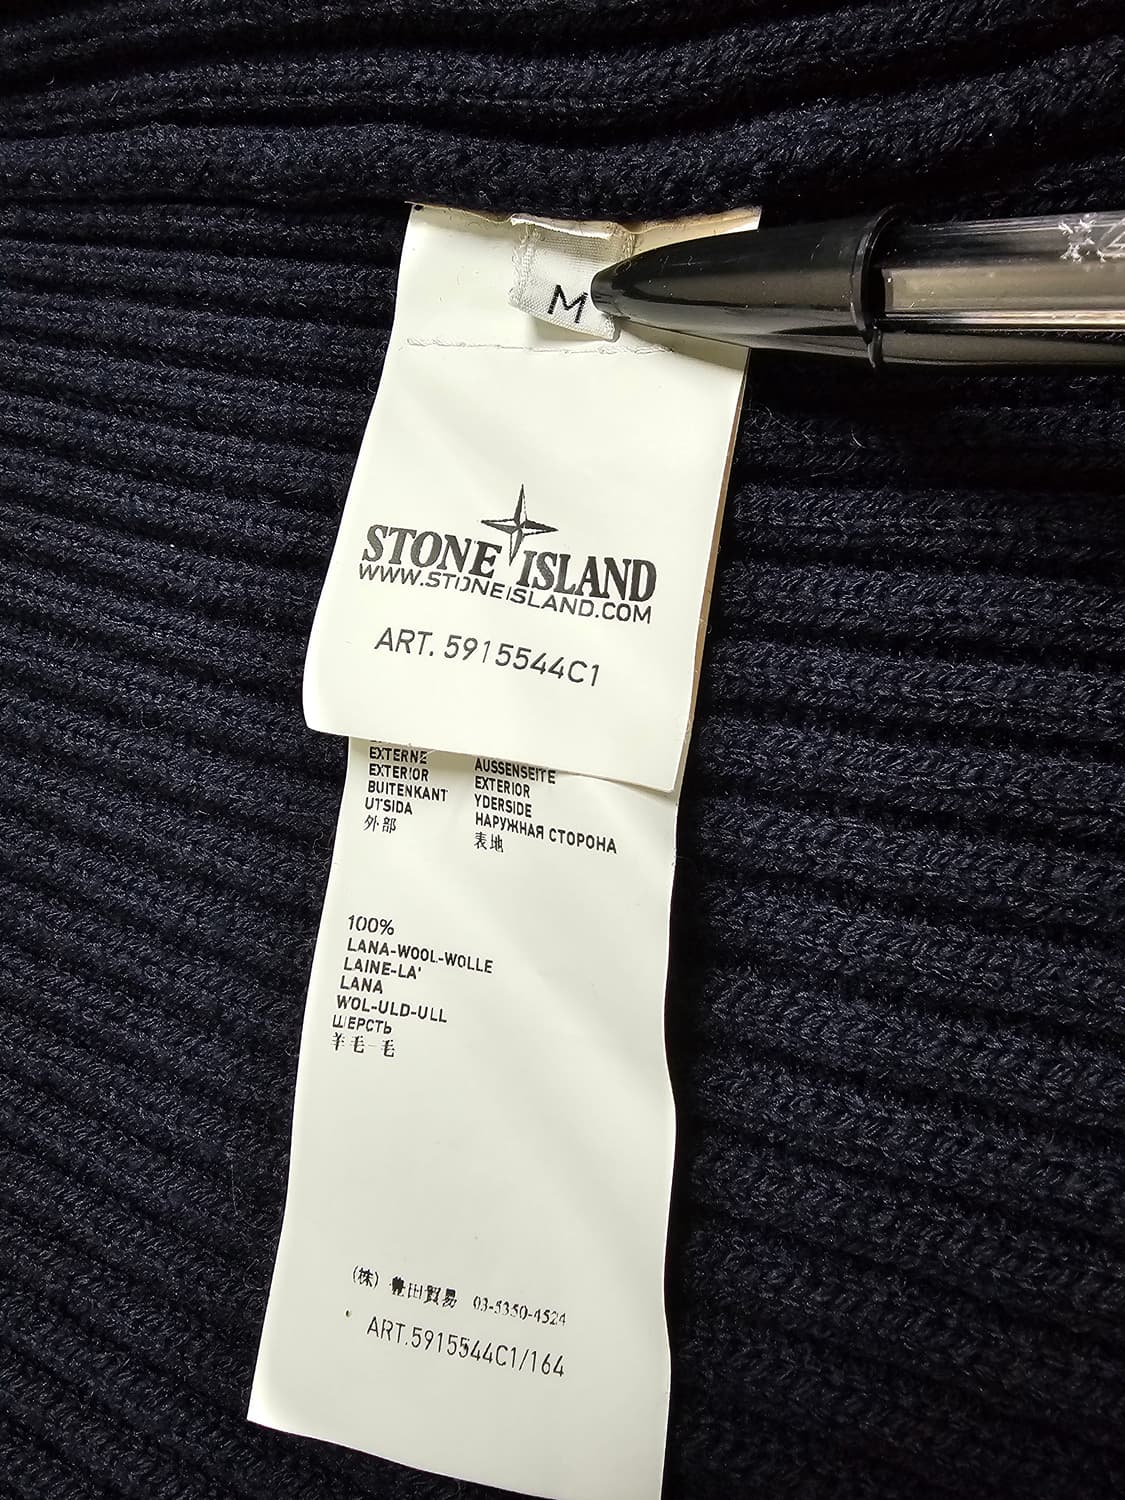 M
STONE ISLAND
WWW.STONEISLAND.COM
ART. 5915544C1
EXTERNE
EXTERIOR
BUITENKANT
UTSIDA
外部
AUSSENSEITE
EXTERIOR
YDERSIDE
НАРУЖНАЯ СТОРОНА
表地
100%
LANA-WOOL-WOLLE
LAINE-LA'
LANA
WOL-ULD-ULL
ШЕРСТЬ
羊毛-毛
(株) 豊田貿易 03-5350-4524
ART.5915544C1/164